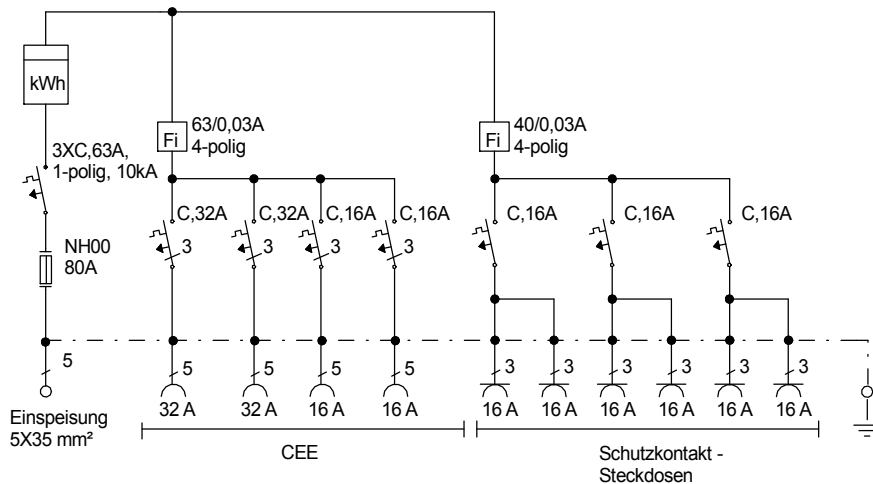 kWh
3XC,63A,
1-polig, 10kA
NH00
80A
5
Einspeisung
5X35 mm²
Fi
63/0,03A
4-polig
C,32A
C,32A
C,16A
C,16A
3
3
3
3
5
5
5
5
32 A
32 A
16 A
16 A
CEE
Fi
40/0,03A
4-polig
C,16A
C,16A
C,16A
3
3
3
3
3
3
16 A
16 A
16 A
16 A
16 A
16 A
Schutzkontakt -
Steckdosen